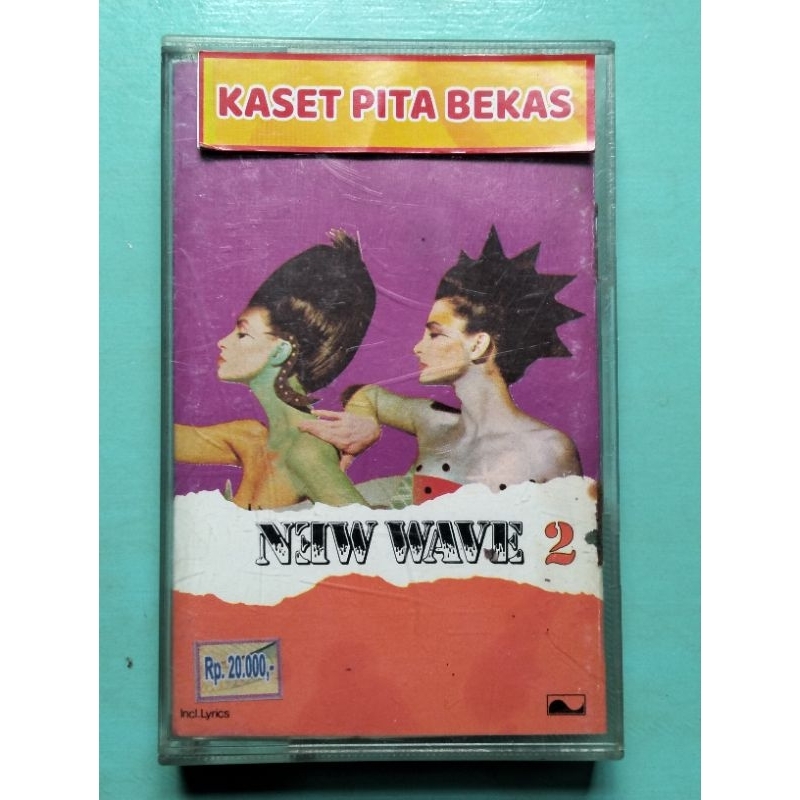 KASET PITA BEKAS
NEW WAVE 2
Rp. 20.000,-
Incl.Lyrics